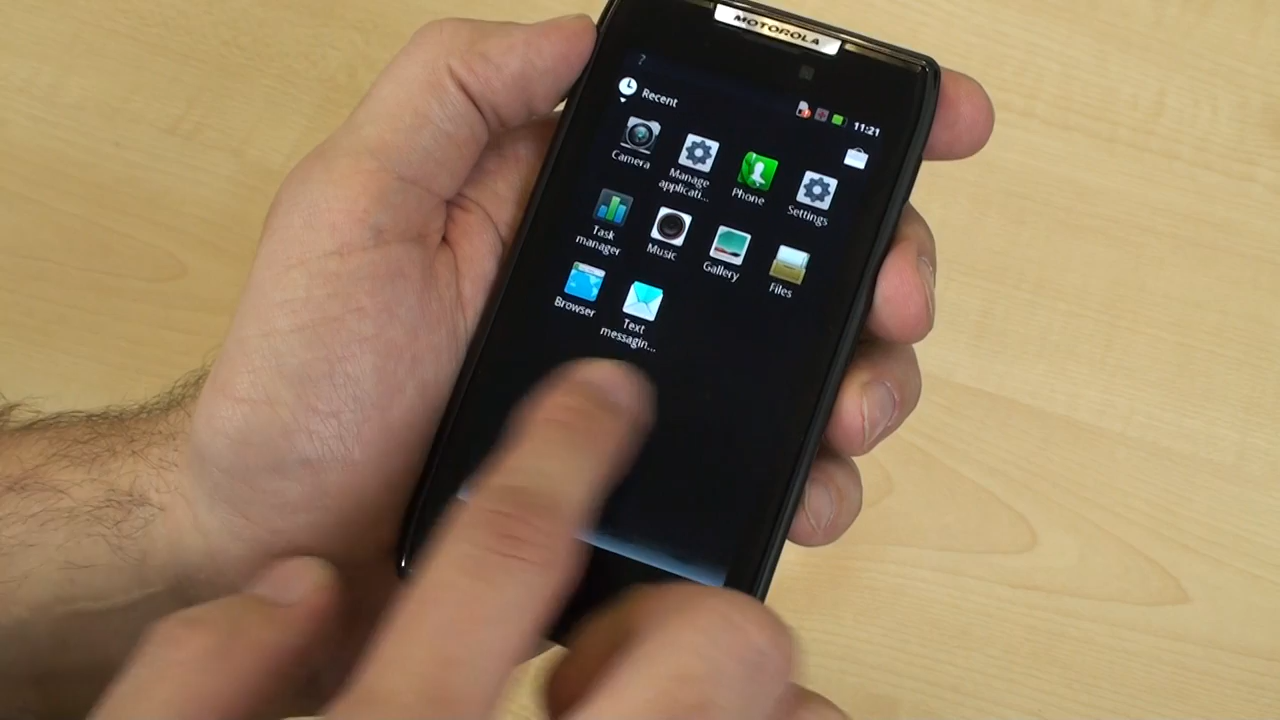 MOTOROLA
?
Recent
11:21
Camera
Manage
applicati...
Phone
Settings
Task
manager
Music
Gallery
Files
Browser
Text
messagin...